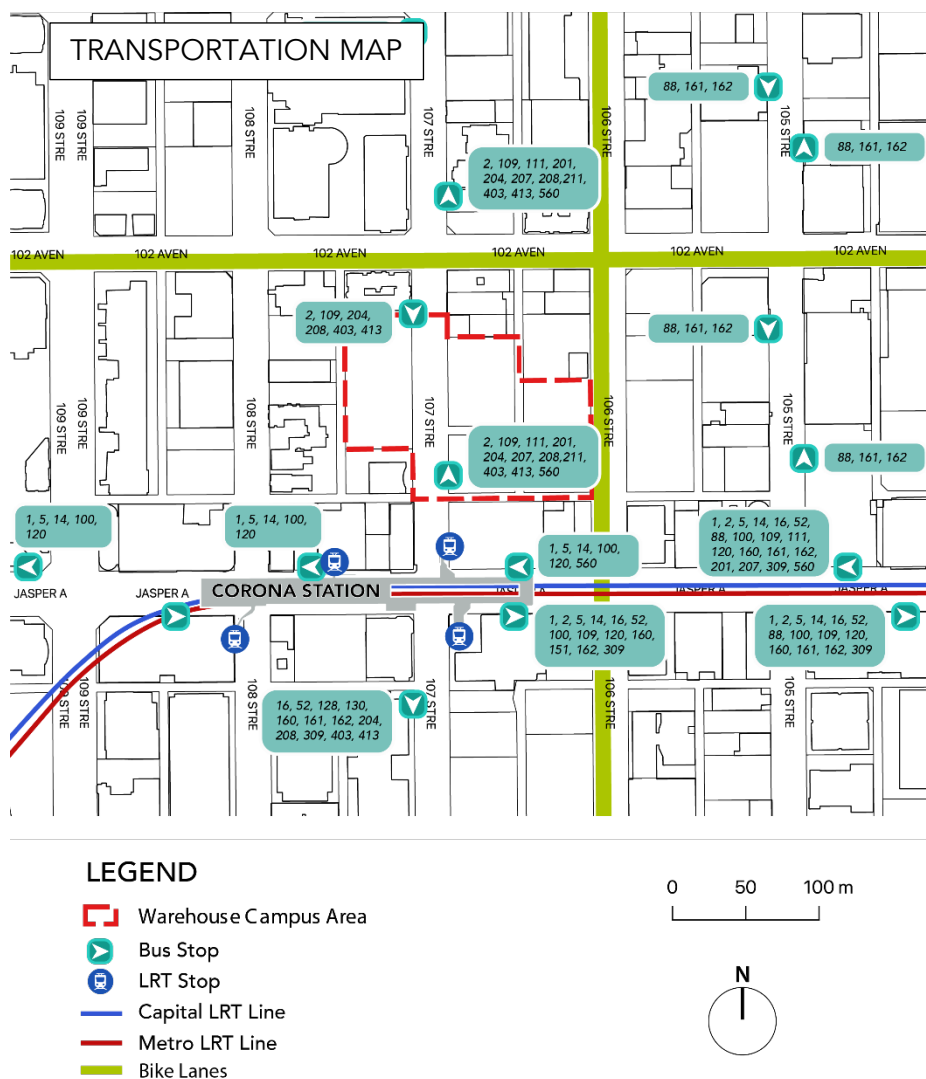 TRANSPORTATION MAP
109 STRE
109 STRE
108 STRE
107 STRE
106 STRE
105 STRE
88, 161, 162
88, 161, 162
2, 109, 111, 201,
204, 207, 208,211,
403, 413, 560
102 AVEN
102 AVEN
102 AVEN
102 AVEN
102 AVEN
102 AVEN
2, 109, 204,
208, 403, 413
88, 161, 162
109 STRE
109 STRE
108 STRE
107 STRE
106 STRE
105 STRE
2, 109, 111, 201,
204, 207, 208,211,
403, 413, 560
88, 161, 162
1, 5, 14, 100,
120
1, 5, 14, 100,
120
1, 5, 14, 100,
120, 560
1, 2, 5, 14, 16, 52,
88, 100, 109, 111,
120, 160, 161, 162,
201, 207, 309, 560
JASPER A
JASPER A
CORONA STATION
JASPER A
JASPER A
1, 2, 5, 14, 16, 52,
100, 109, 120, 160,
151, 162, 309
1, 2, 5, 14, 16, 52,
88, 100, 109, 120,
160, 161, 162, 309
109 STRE
109 STRE
108 STRE
107 STRE
106 STRE
105 STRE
16, 52, 128, 130,
160, 161, 162, 204,
208, 309, 403, 413
LEGEND
Warehouse Campus Area
Bus Stop
LRT Stop
Capital LRT Line
Metro LRT Line
Bike Lanes
0 50 100 m
N